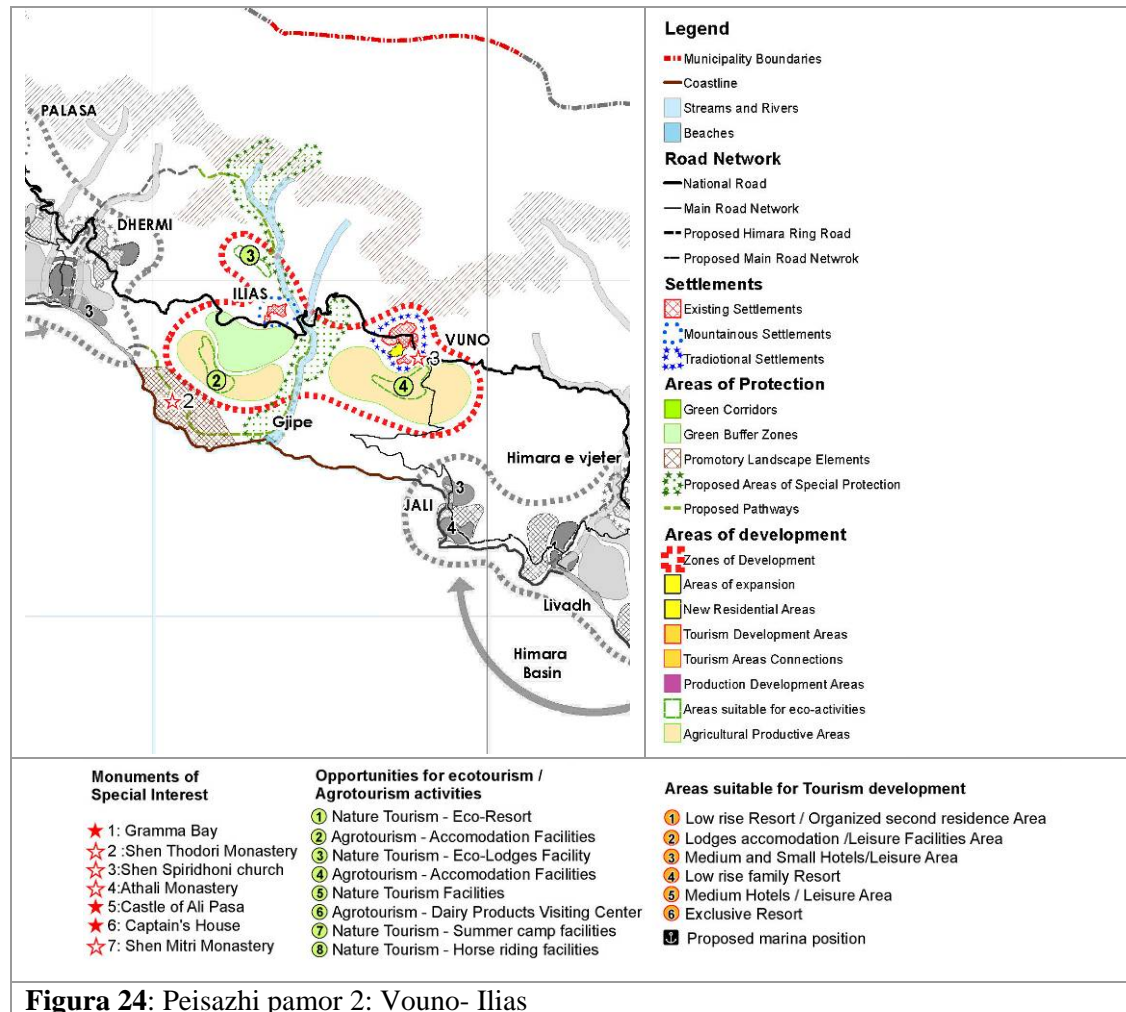 PALASA
DHERMI
3
3
ILIAS
VUNO
3
2
4
2
Gjipe
Himara e vjeter
3
JALI
4
Livadh
Himara
Basin
Legend
Municipality Boundaries
Coastline
Streams and Rivers
Beaches
Road Network
National Road
Main Road Network
Proposed Himara Ring Road
Proposed Main Road Netwrok
Settlements
Existing Settlements
Mountainous Settlements
Tradiotional Settlements
Areas of Protection
Green Corridors
Green Buffer Zones
Promotory Landscape Elements
Proposed Areas of Special Protection
Proposed Pathways
Areas of development
Zones of Development
Areas of expansion
New Residential Areas
Tourism Development Areas
Tourism Areas Connections
Production Development Areas
Areas suitable for eco-activities
Agricultural Productive Areas
Monuments of
Special Interest
1: Gramma Bay
2 :Shen Thodori Monastery
3:Shen Spiridhoni church
4:Athali Monastery
5:Castle of Ali Pasa
6: Captain's House
7: Shen Mitri Monastery
Opportunities for ecotourism /
Agrotourism activities
1 Nature Tourism - Eco-Resort
2 Agrotourism - Accomodation Facilities
3 Nature Tourism - Eco-Lodges Facility
4 Agrotourism - Accomodation Facilities
5 Nature Tourism Facilities
6 Agrotourism - Dairy Products Visiting Center
7 Nature Tourism - Summer camp facilities
8 Nature Tourism - Horse riding facilities
Areas suitable for Tourism development
1 Low rise Resort / Organized second residence Area
2 Lodges accomodation /Leisure Facilities Area
3 Medium and Small Hotels/Leisure Area
4 Low rise family Resort
5 Medium Hotels / Leisure Area
6 Exclusive Resort
Proposed marina position
Figura 24: Peisazhi pamor 2: Vouno- Ilias